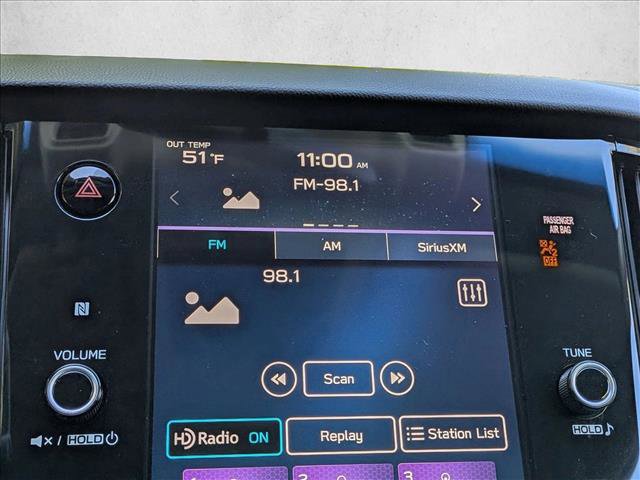 OUT TEMP
51°F
11:00 AM
FM-98.1
PASSENGER
AIR BAG
2
OFF
FM AM SiriusXM
98.1
N
VOLUME
TUNE
Scan
/ HOLD
HOLD
HD Radio ON Replay Station List